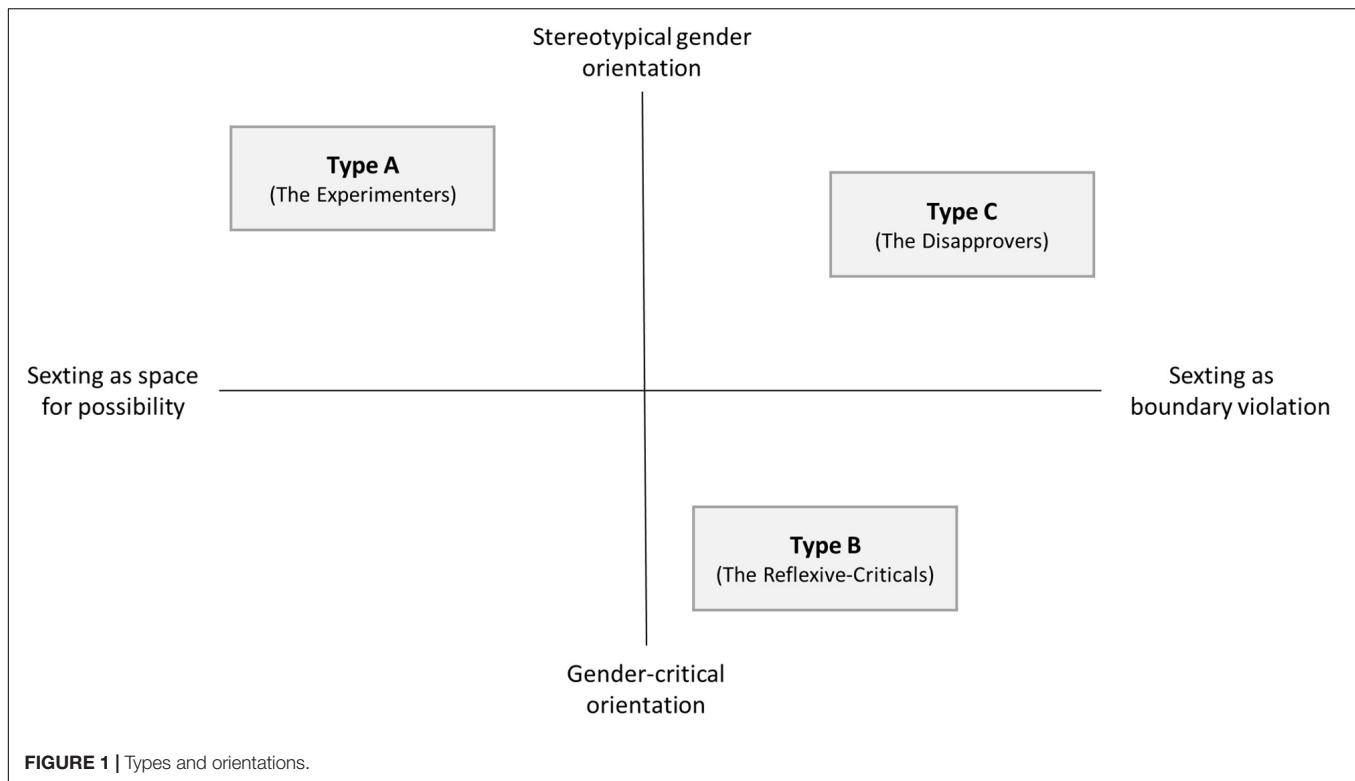 Stereotypical gender
orientation
Type A
(The Experimenters)
Type C
(The Disapprovers)
Sexting as space
for possibility
Sexting as
boundary violation
Type B
(The Reflexive-Criticals)
Gender-critical
orientation
FIGURE 1 | Types and orientations.